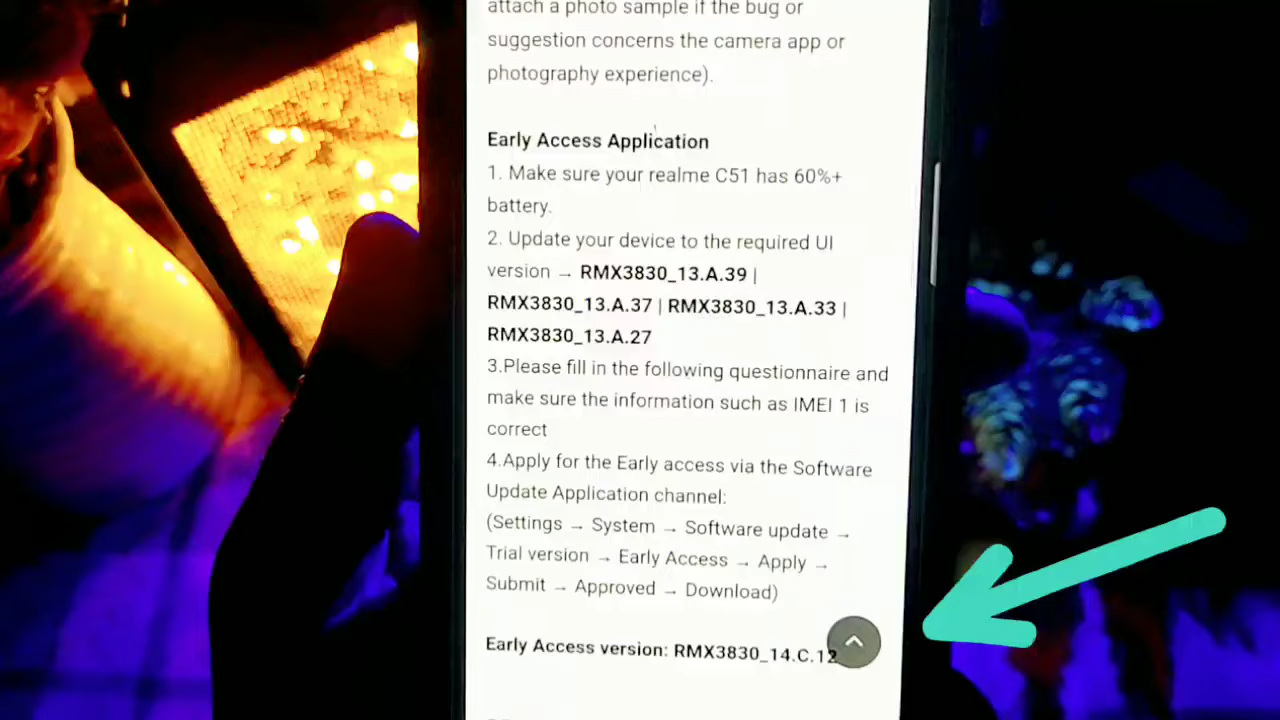 attach a photo sample if the bug or
suggestion concerns the camera app or
photography experience).
Early Access Application
1. Make sure your realme C51 has 60%+
battery.
2. Update your device to the required UI
version → RMX3830_13.A.39 |
RMX3830_13.A.37 | RMX3830_13.A.33 |
RMX3830_13.A.27
3.Please fill in the following questionnaire and
make sure the information such as IMEI 1 is
correct
4.Apply for the Early access via the Software
Update Application channel:
(Settings → System → Software update →
Trial version → Early Access → Apply →
Submit → Approved → Download)
Early Access version: RMX3830_14.C.12